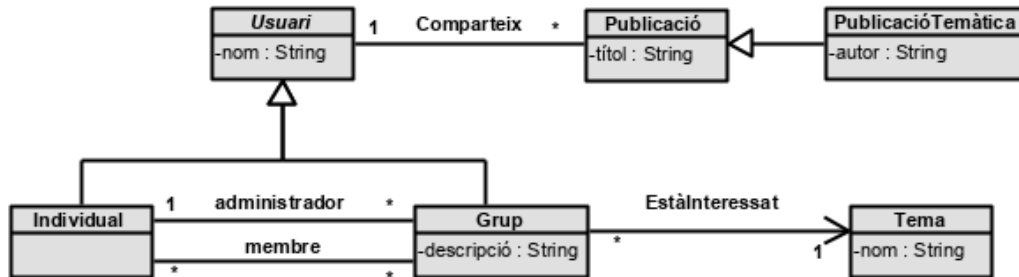 Usuari
-nom : String
1 Comparteix *
Publicació
-títol : String
PublicacióTemàtica
-autor : String
Individual
1 administrador *
membre
* *
Grup
-descripció : String
EstàInteressat
* 1
Tema
-nom : String